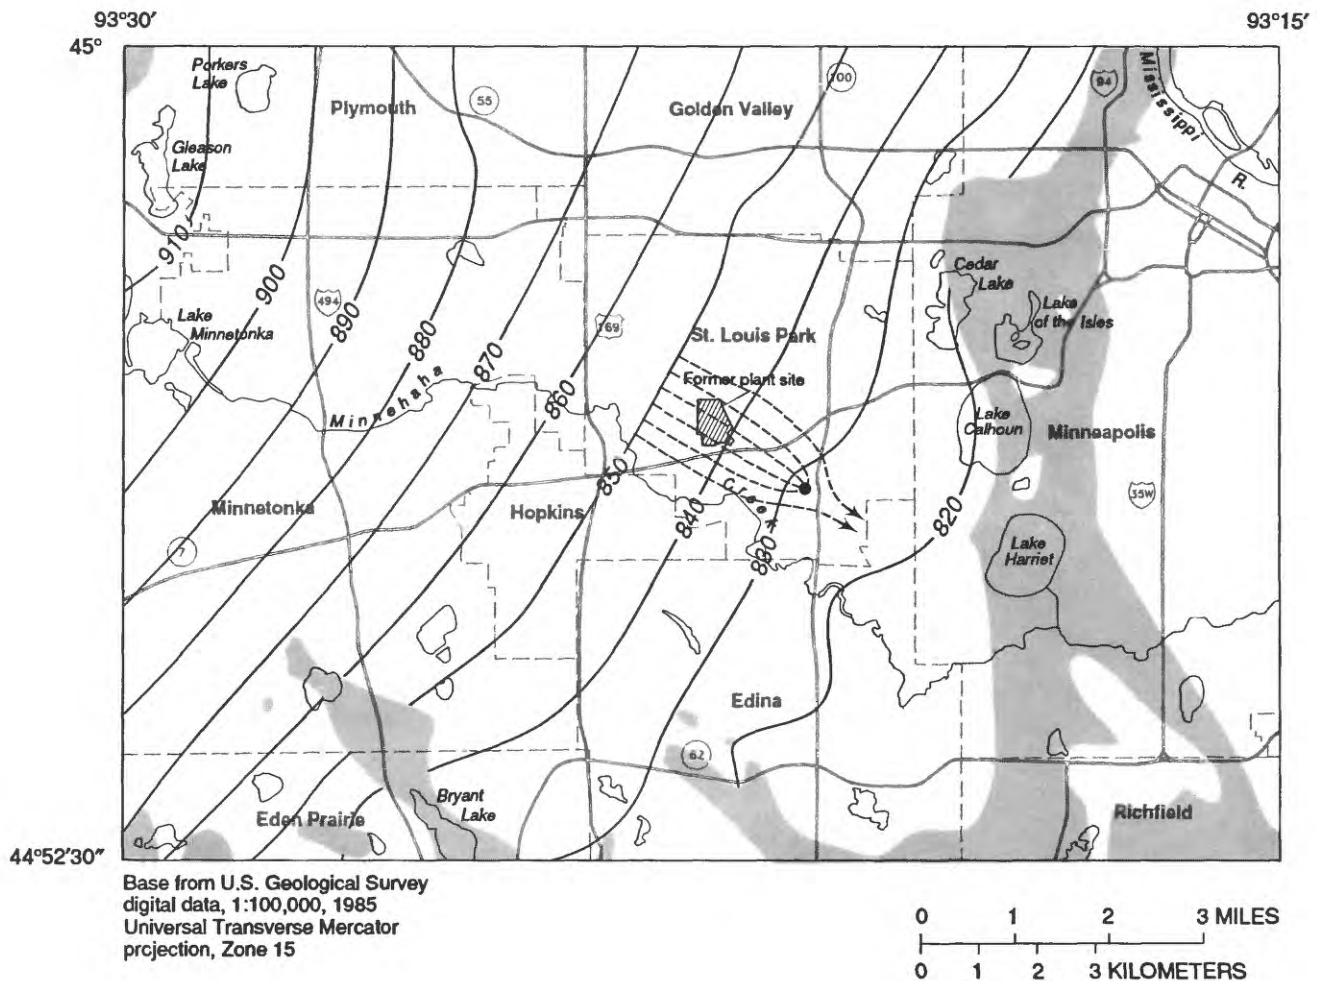 93°30′
93°15′
45°
Porkers
Lake
Plymouth
55
Golden Valley
100
94
Mississippi
R.
Gleason
Lake
910
900
494
890
880
870
860
169
Lake
Minnetonka
Minnehaha
St. Louis Park
Former plant site
Cedar
Lake
Lake
of the Isles
Lake
Calhoun
Minneapolis
35W
850
840
830
820
Creek
Minnetonka
Hopkins
7
Lake
Harriet
Edina
62
Bryant
Lake
Eden Prairie
Richfield
44°52′30″
Base from U.S. Geological Survey
digital data, 1:100,000, 1985
Universal Transverse Mercator
prcjection, Zone 15
0 1 2 3 MILES
0 1 2 3 KILOMETERS